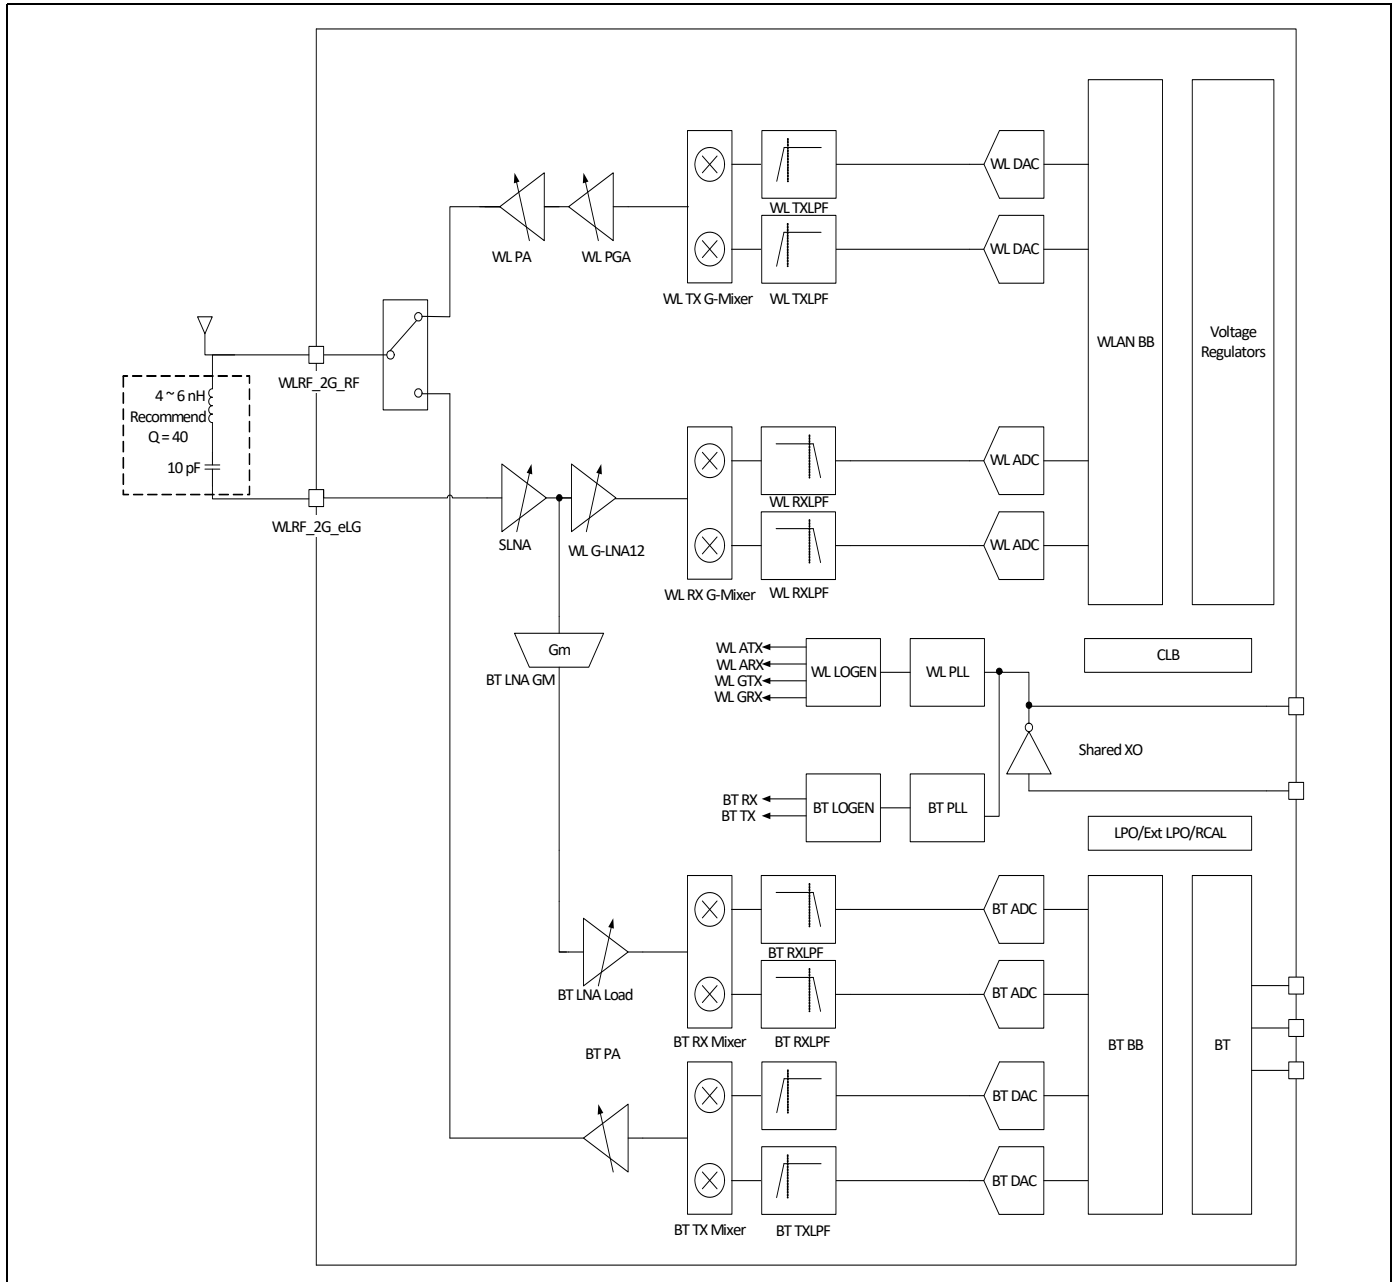 WL DAC
WL TXLPF
WL DAC
WL PA
WL PGA
WL TX G-Mixer
WL TXLPF
WLAN BB
Voltage
Regulators
WLRF_2G_RF
4 ~ 6 nH
Recommend
Q = 40
10 pF
WLRF_2G_eLG
SLNA
WL G-LNA12
WL ADC
WL RXLPF
WL ADC
WL RX G-Mixer
WL RXLPF
Gm
BT LNA GM
WL ATX
WL ARX
WL GTX
WL GRX
WL LOGEN
WL PLL
CLB
Shared XO
BT RX
BT TX
BT LOGEN
BT PLL
LPO/Ext LPO/RCAL
BT ADC
BT RXLPF
BT ADC
BT LNA Load
BT RX Mixer
BT RXLPF
BT PA
BT BB
BT
BT DAC
BT DAC
BT TX Mixer
BT TXLPF